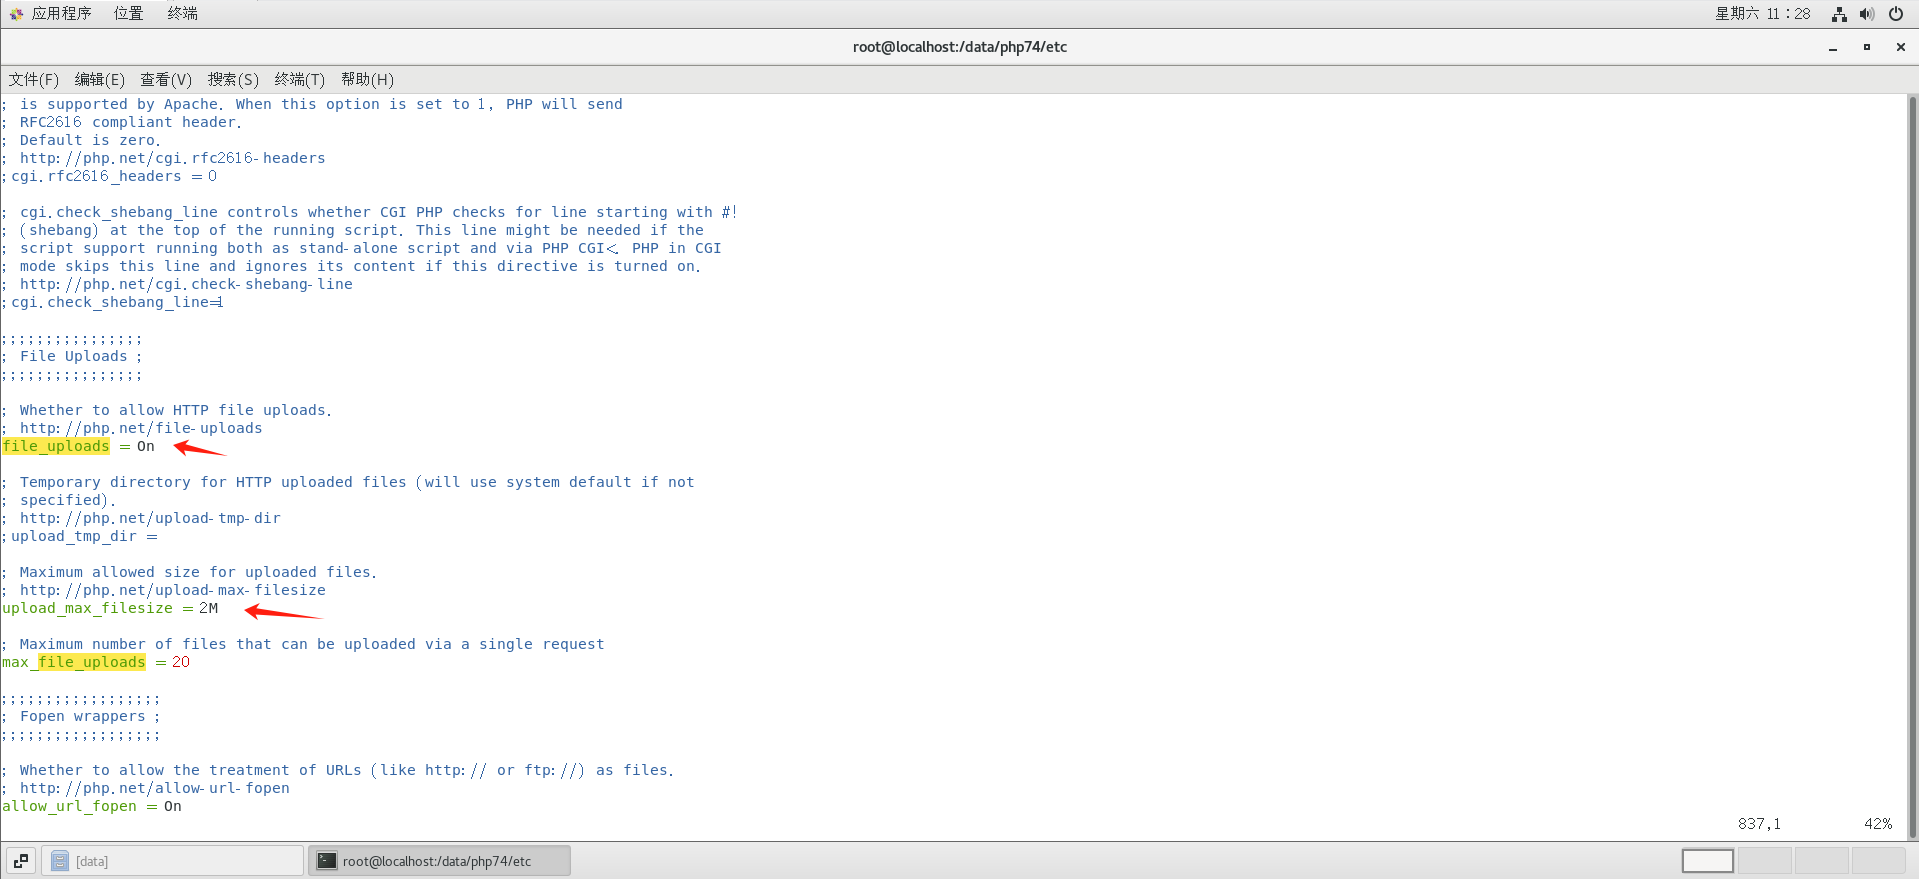 应用程序 位置 终端 星期六 11：28
root@localhost:/data/php74/etc
文件(F) 编辑(E) 查看(V) 搜索(S) 终端(T) 帮助(H)
; is supported by Apache. When this option is set to 1, PHP will send
; RFC2616 compliant header.
; Default is zero.
; http://php.net/cgi.rfc2616-headers
;cgi.rfc2616_headers = 0
; cgi.check_shebang_line controls whether CGI PHP checks for line starting with #!
; (shebang) at the top of the running script. This line might be needed if the
; script support running both as stand-alone script and via PHP CGI<. PHP in CGI
; mode skips this line and ignores its content if this directive is turned on.
; http://php.net/cgi.check-shebang-line
;cgi.check_shebang_line=1
;;;;;;;;;;;;;;;;
; File Uploads ;
;;;;;;;;;;;;;;;;
; Whether to allow HTTP file uploads.
; http://php.net/file-uploads
file_uploads = On
; Temporary directory for HTTP uploaded files (will use system default if not
; specified).
; http://php.net/upload-tmp-dir
;upload_tmp_dir =
; Maximum allowed size for uploaded files.
; http://php.net/upload-max-filesize
upload_max_filesize = 2M
; Maximum number of files that can be uploaded via a single request
max_file_uploads = 20
;;;;;;;;;;;;;;;;;;
; Fopen wrappers ;
;;;;;;;;;;;;;;;;;;
; Whether to allow the treatment of URLs (like http:// or ftp://) as files.
; http://php.net/allow-url-fopen
allow_url_fopen = On
837,1 42%
[data] root@localhost:/data/php74/etc